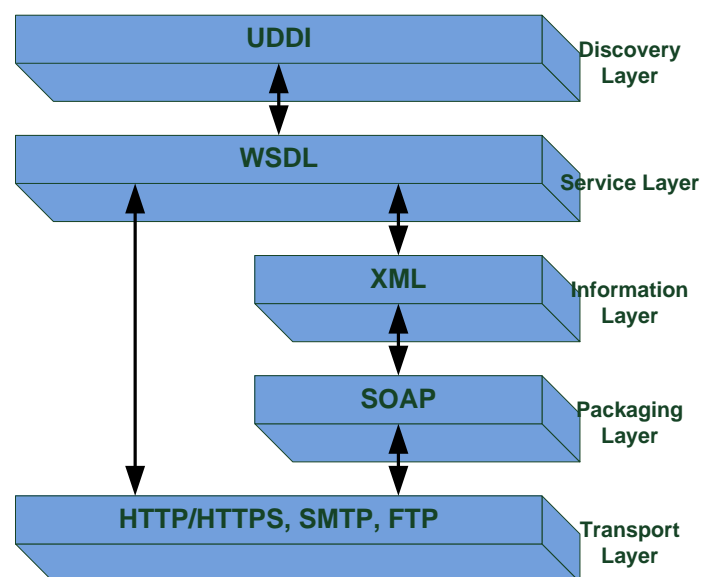 UDDI
Discovery
Layer
WSDL
Service Layer
XML
Information
Layer
SOAP
Packaging
Layer
HTTP/HTTPS, SMTP, FTP
Transport
Layer